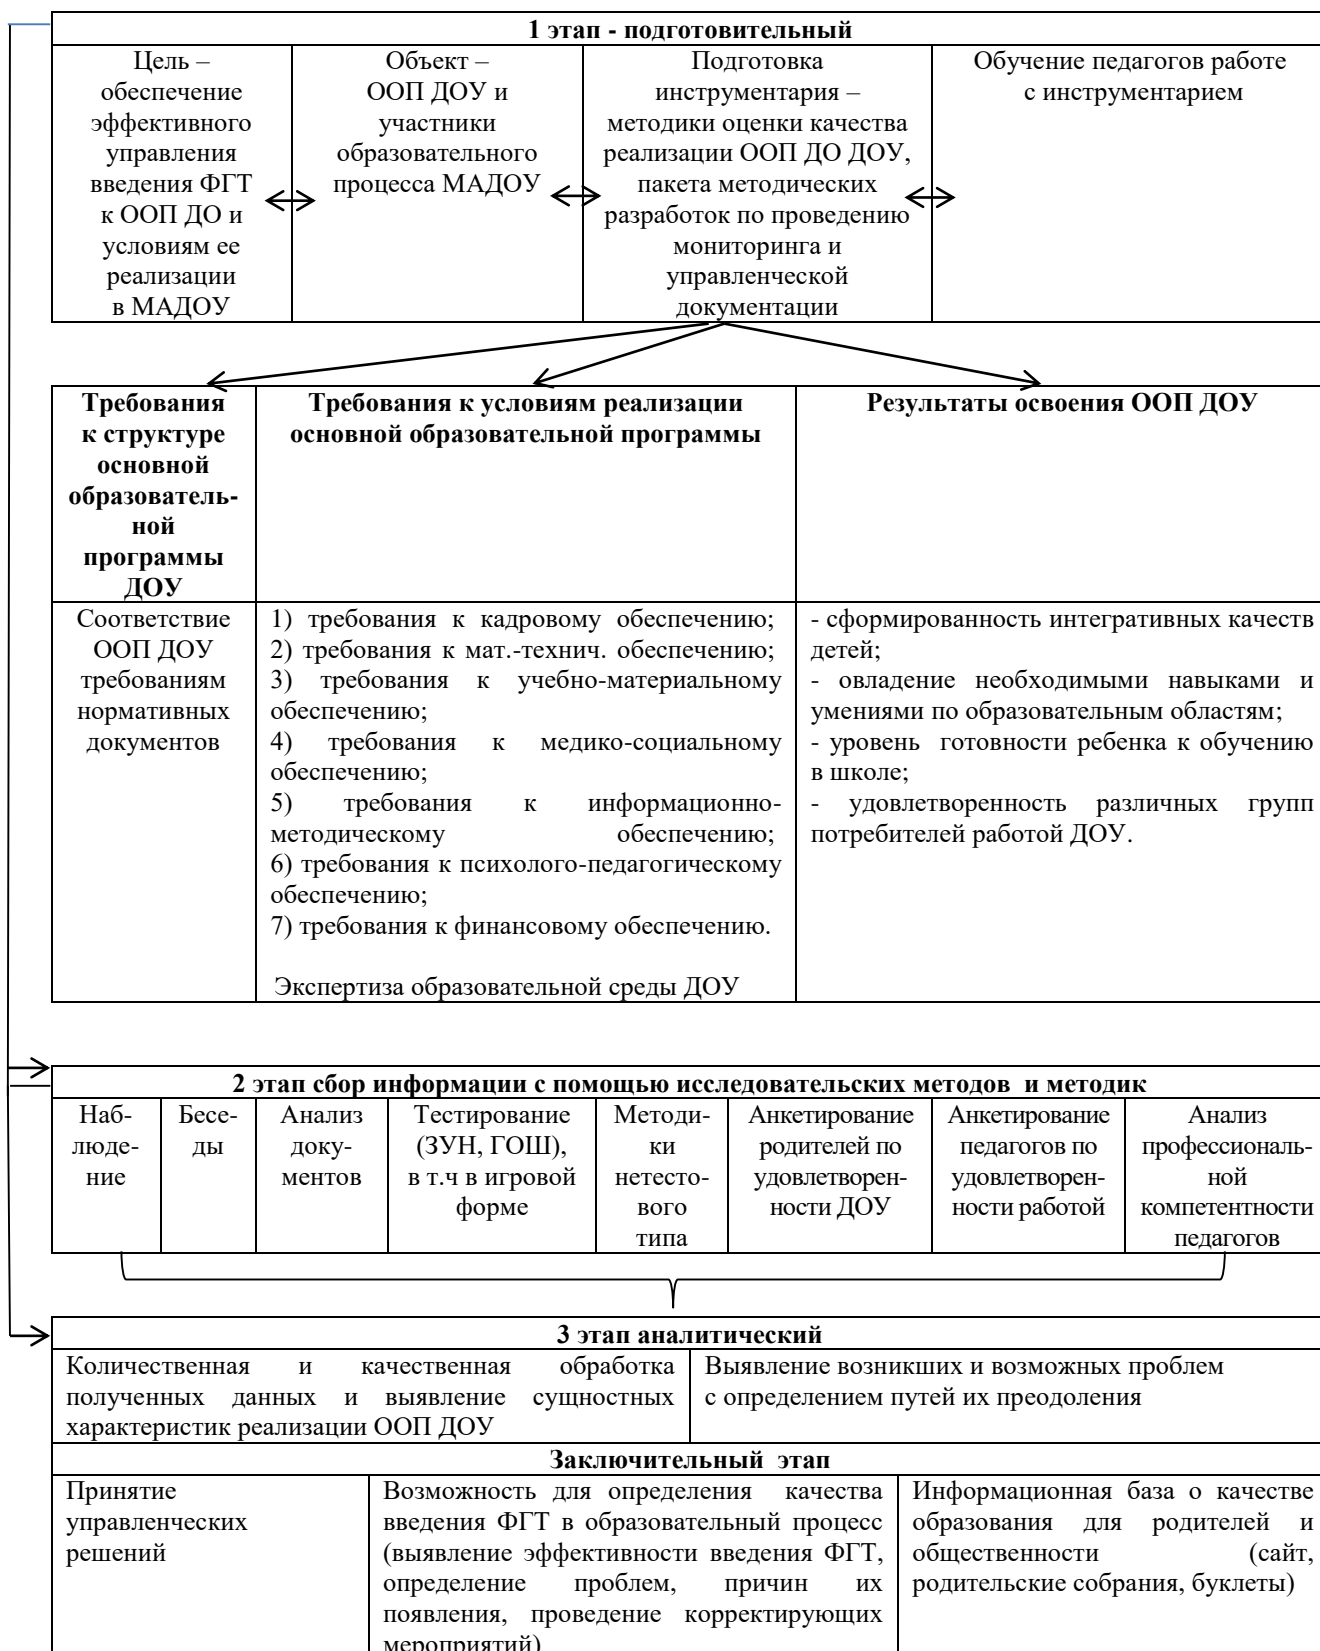 1 этап - подготовительный
Цель –
обеспечение
эффективного
управления
введения ФГТ
к ООП ДО и
условиям ее
реализации
в МАДОУ
Объект –
ООП ДОУ и
участники
образовательного
процесса МАДОУ
Подготовка
инструментария –
методики оценки качества
реализации ООП ДО ДОУ,
пакета методических
разработок по проведению
мониторинга и
управленческой
документации
Обучение педагогов работе
с инструментарием
Требования
к структуре
основной
образователь-
ной
программы
ДОУ
Требования к условиям реализации
основной образовательной программы
Результаты освоения ООП ДОУ
Соответствие
ООП ДОУ
требованиям
нормативных
документов
1) требования к кадровому обеспечению;
2) требования к мат.-технич. обеспечению;
3) требования к учебно-материальному
обеспечению;
4) требования к медико-социальному
обеспечению;
5) требования к информационно-
методическому обеспечению;
6) требования к психолого-педагогическому
обеспечению;
7) требования к финансовому обеспечению.
Экспертиза образовательной среды ДОУ
- сформированность интегративных качеств
детей;
- овладение необходимыми навыками и
умениями по образовательным областям;
- уровень готовности ребенка к обучению
в школе;
- удовлетворенность различных групп
потребителей работой ДОУ.
2 этап сбор информации с помощью исследовательских методов и методик
Наб-
люде-
ние
Бесе-
ды
Анализ
доку-
ментов
Тестирование
(ЗУН, ГОШ),
в т.ч в игровой
форме
Методи-
ки
нетесто-
вого
типа
Анкетирование
родителей по
удовлетворен-
ности ДОУ
Анкетирование
педагогов по
удовлетворен-
ности работой
Анализ
профессиональ-
ной
компетентности
педагогов
3 этап аналитический
Количественная и качественная обработка
полученных данных и выявление сущностных
характеристик реализации ООП ДОУ
Выявление возникших и возможных проблем
с определением путей их преодоления
Заключительный этап
Принятие
управленческих
решений
Возможность для определения качества
введения ФГТ в образовательный процесс
(выявление эффективности введения ФГТ,
определение проблем, причин их
появления, проведение корректирующих
мероприятий)
Информационная база о качестве
образования для родителей и
общественности (сайт,
родительские собрания, буклеты)